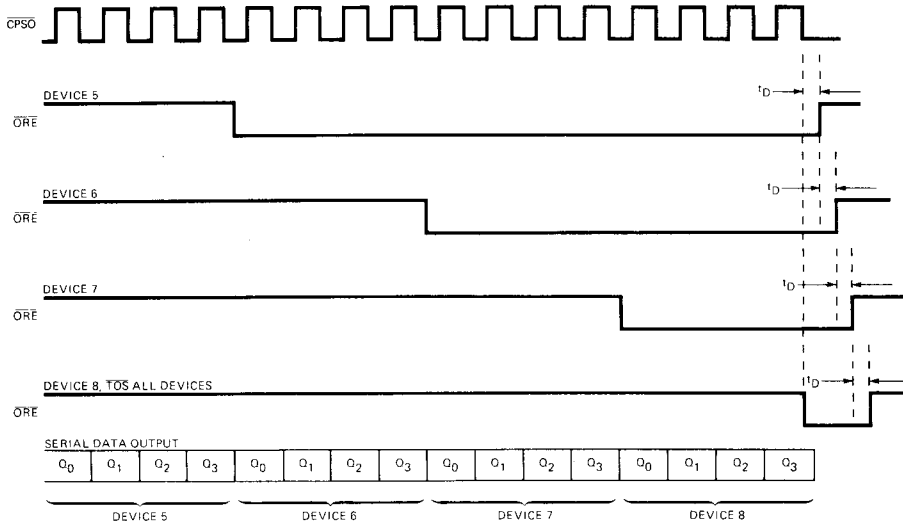 CPSO
DEVICE 5
ORE
tD
DEVICE 6
ORE
tD
DEVICE 7
ORE
tD
DEVICE 8, TOS ALL DEVICES
ORE
tD
SERIAL DATA OUTPUT
Q0 Q1 Q2 Q3 Q0 Q1 Q2 Q3 Q0 Q1 Q2 Q3 Q0 Q1 Q2 Q3
DEVICE 5 DEVICE 6 DEVICE 7 DEVICE 8